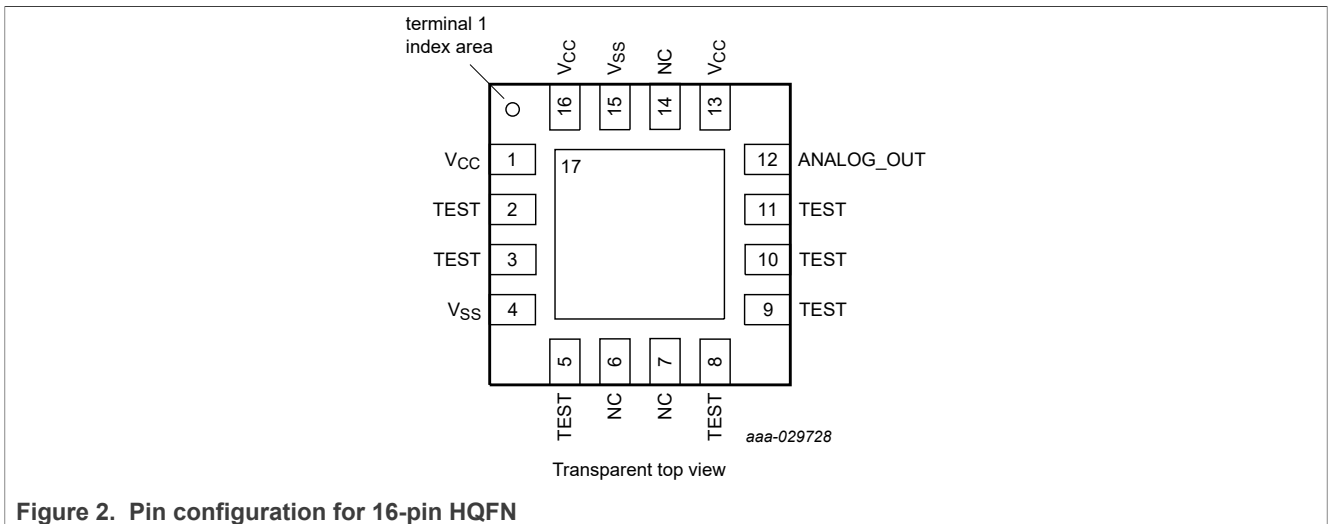 terminal 1
index area
VCC
VSS
NC
VCC
16
15
14
13
VCC 1
17
12 ANALOG_OUT
TEST 2
11 TEST
TEST 3
10 TEST
VSS 4
9 TEST
5
6
7
8
TEST
NC
NC
TEST
aaa-029728
Transparent top view
Figure 2. Pin configuration for 16-pin HQFN